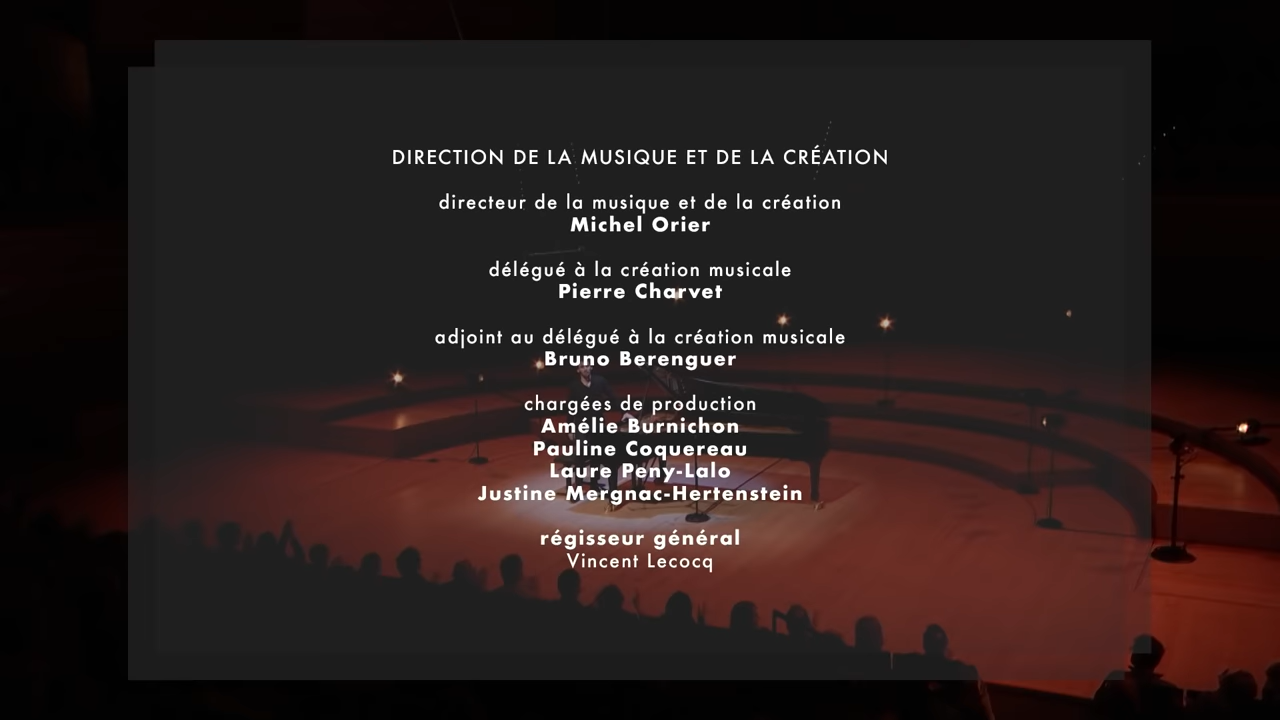 DIRECTION DE LA MUSIQUE ET DE LA CRÉATION
directeur de la musique et de la création
Michel Orier
délégué à la création musicale
Pierre Charvet
adjoint au délégué à la création musicale
Bruno Berenguer
chargées de production
Amélie Burnichon
Pauline Coquereau
Laure Peny-Lalo
Justine Mergnac-Hertenstein
régisseur général
Vincent Lecocq